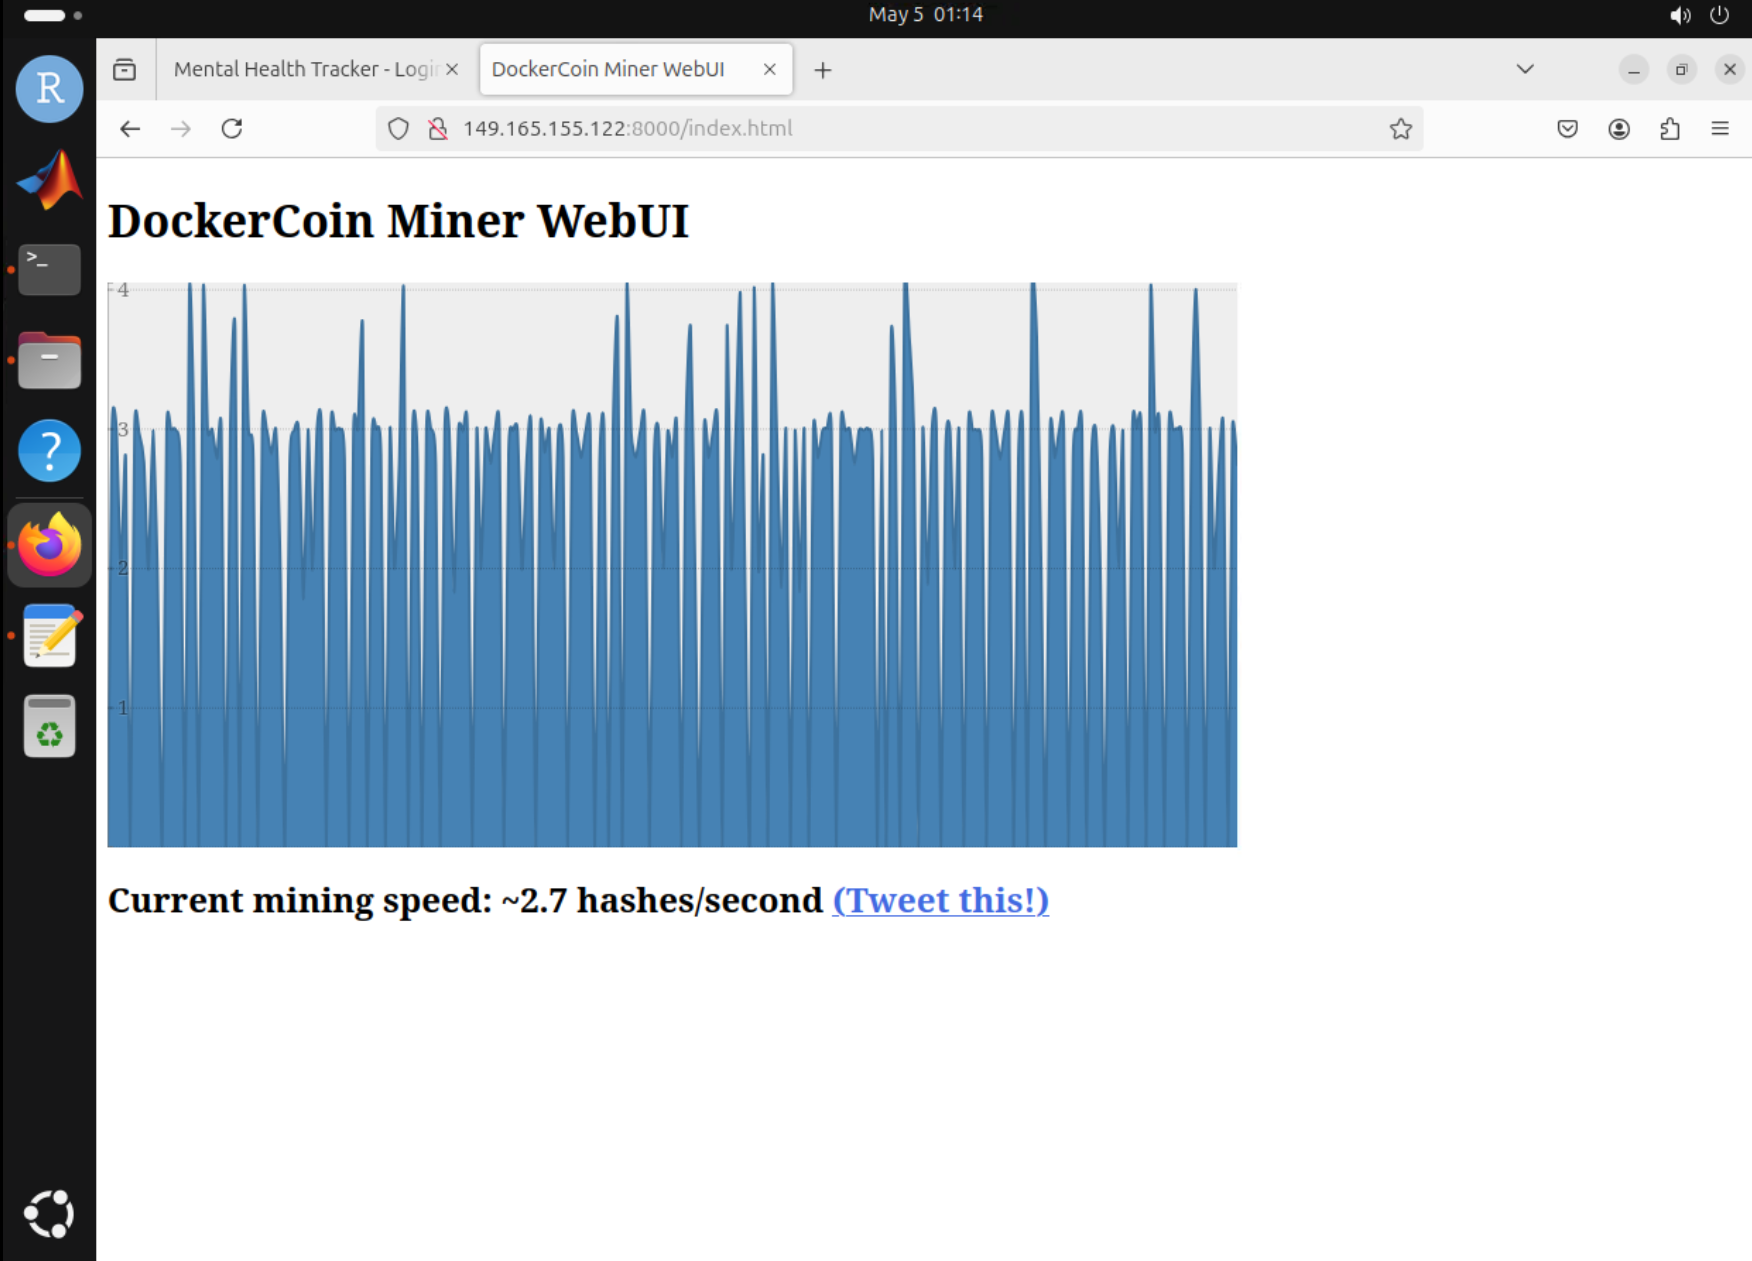 May 5 01:14
Mental Health Tracker - Login
DockerCoin Miner WebUI
149.165.155.122:8000/index.html
DockerCoin Miner WebUI
4
3
2
1
Current mining speed: ~2.7 hashes/second (Tweet this!)
R
>_
?